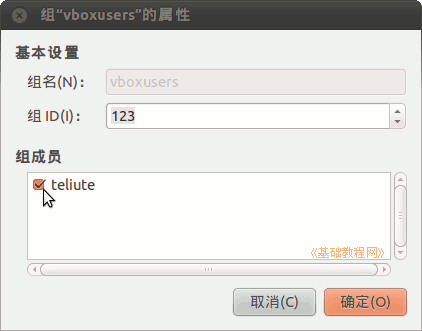 组“vboxusers”的属性
基本设置
组名(N)： vboxusers
组 ID(I)： 123
组成员
teliute
《基础教程网》
取消(C) 确定(O)